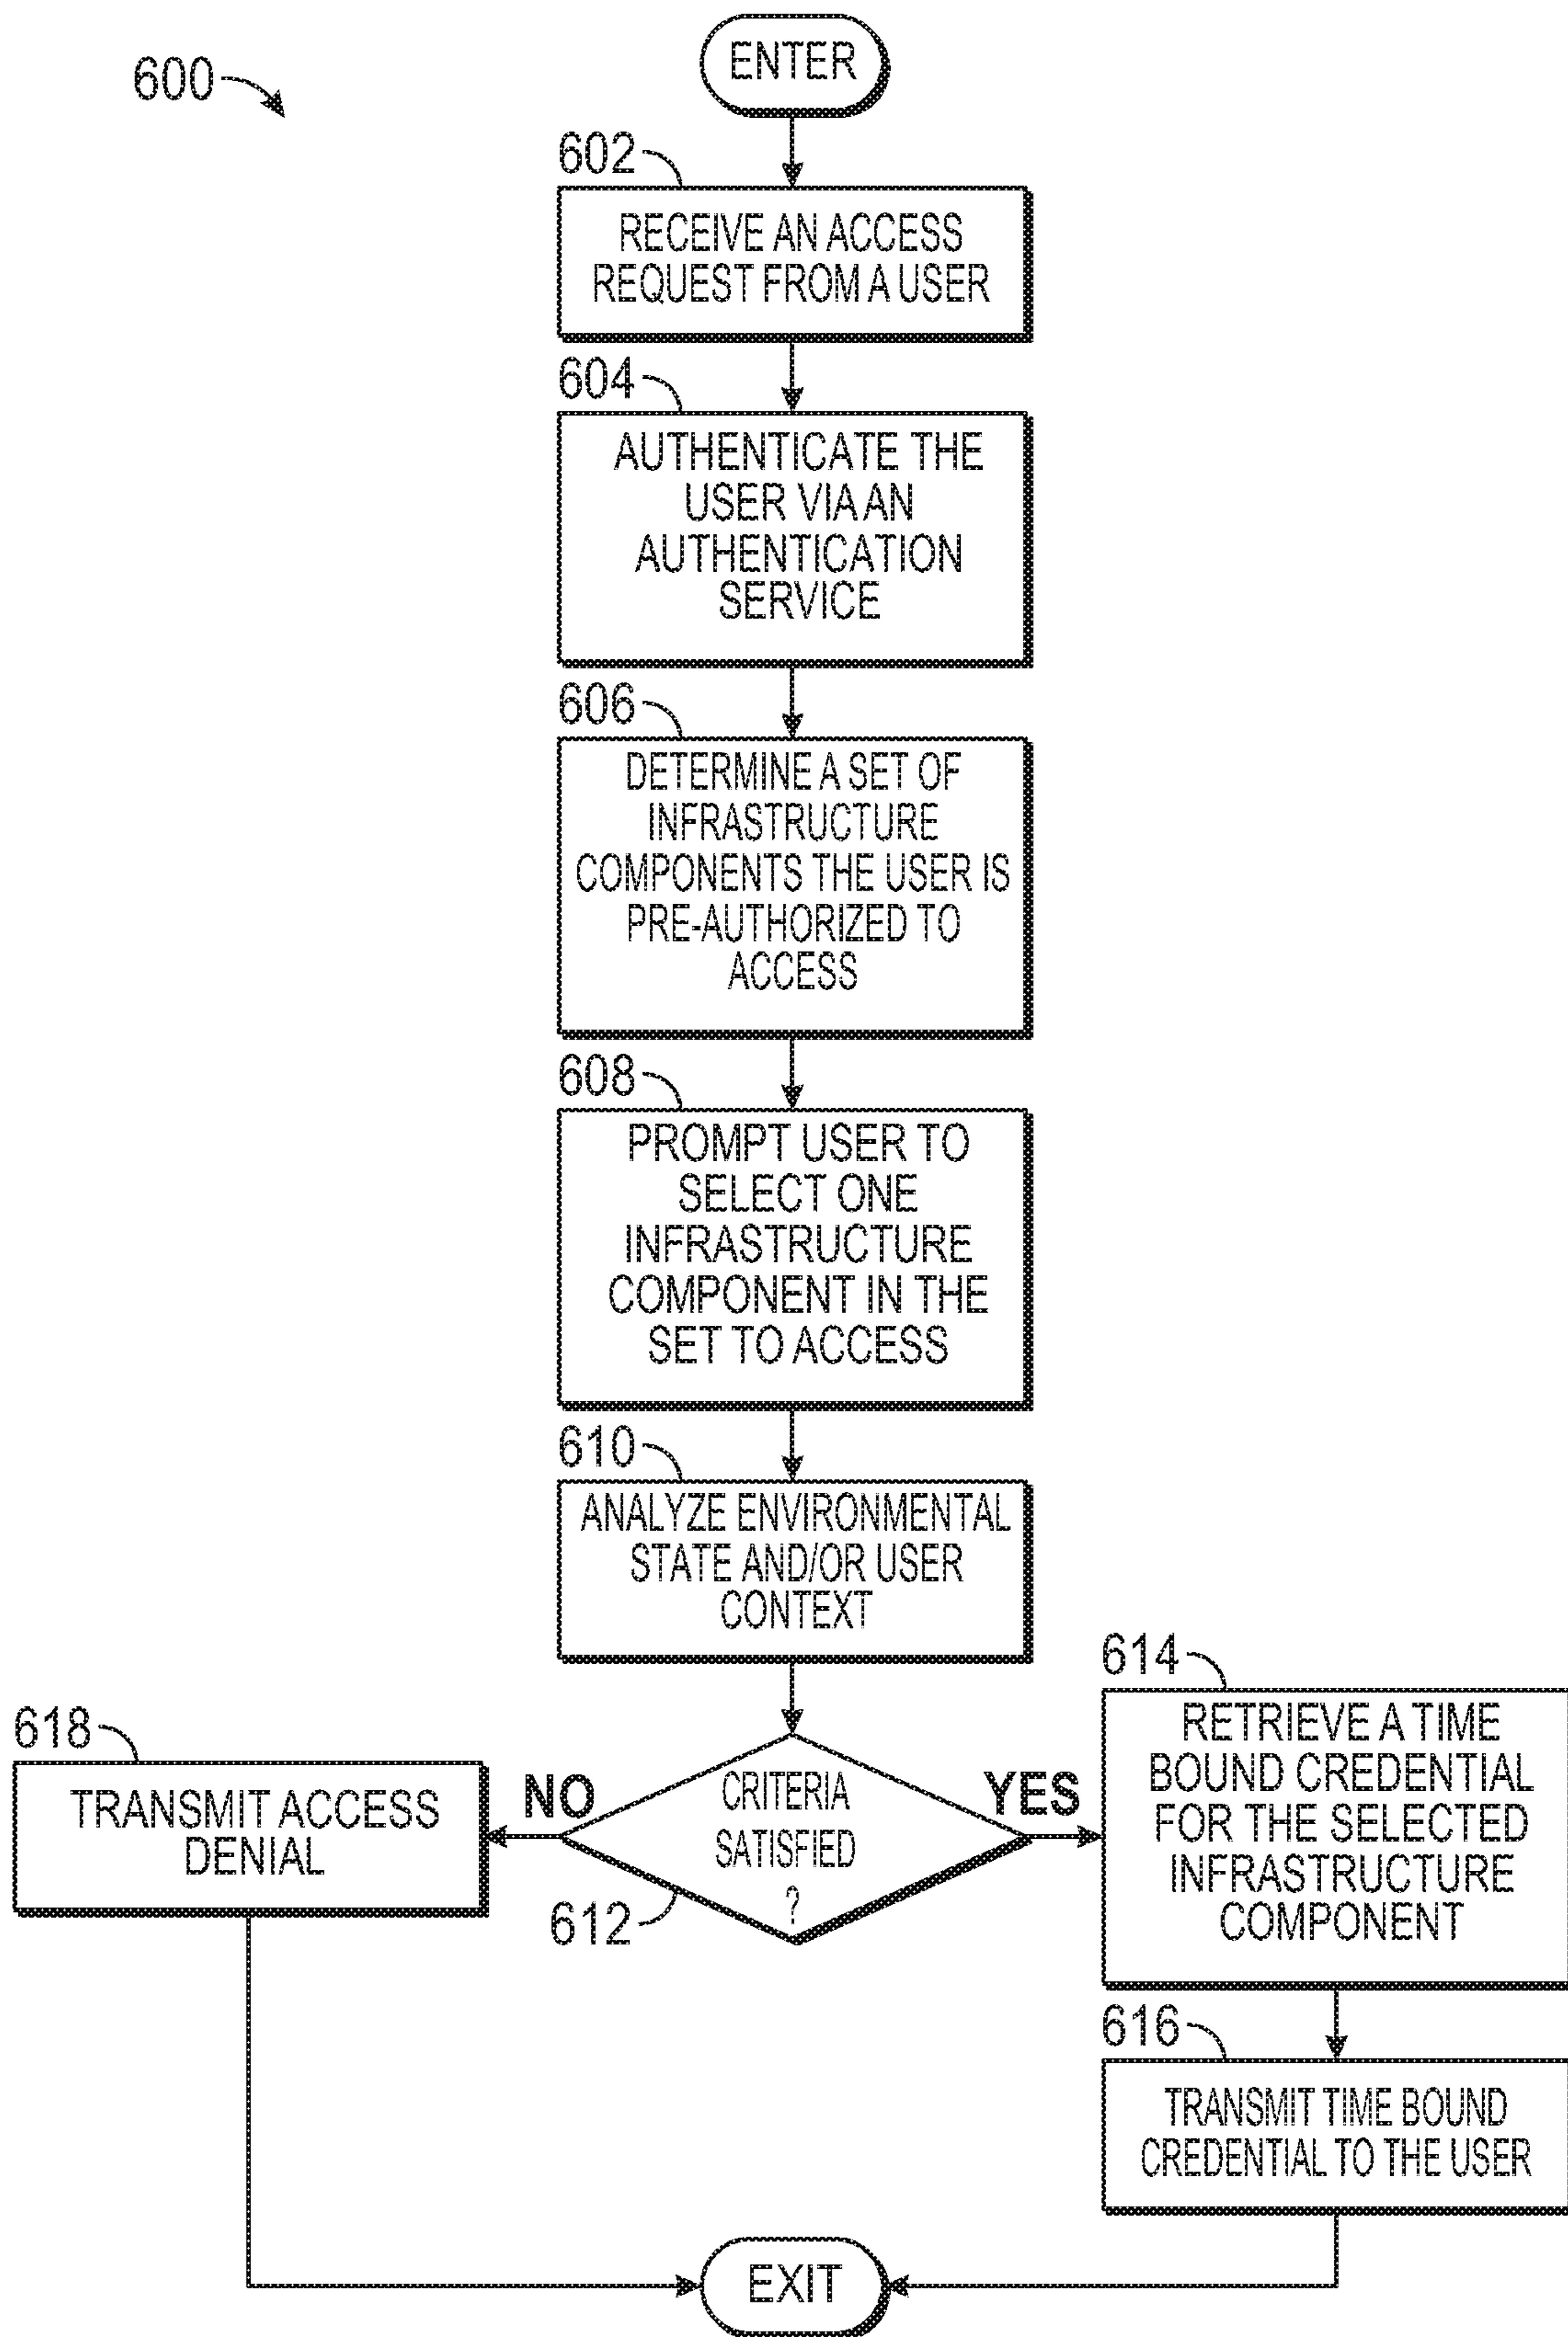 600
ENTER
602
RECEIVE AN ACCESS
REQUEST FROM A USER
604
AUTHENTICATE THE
USER VIA AN
AUTHENTICATION
SERVICE
606
DETERMINE A SET OF
INFRASTRUCTURE
COMPONENTS THE USER IS
PRE-AUTHORIZED TO
ACCESS
608
PROMPT USER TO
SELECT ONE
INFRASTRUCTURE
COMPONENT IN THE
SET TO ACCESS
610
ANALYZE ENVIRONMENTAL
STATE AND/OR USER
CONTEXT
CRITERIA
SATISFIED
?
612
NO
618
TRANSMIT ACCESS
DENIAL
YES
614
RETRIEVE A TIME
BOUND CREDENTIAL
FOR THE SELECTED
INFRASTRUCTURE
COMPONENT
616
TRANSMIT TIME BOUND
CREDENTIAL TO THE USER
EXIT